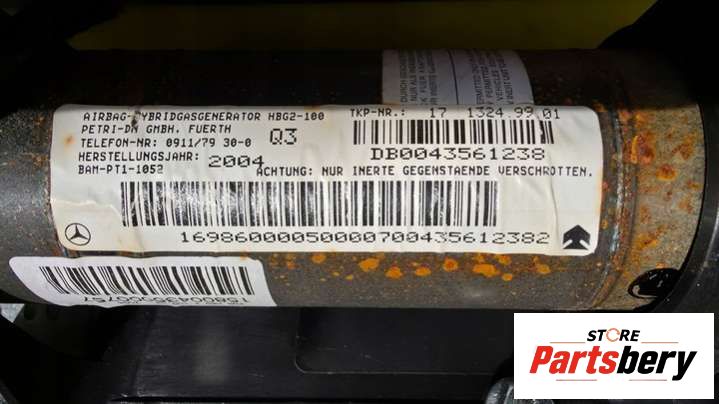 AIRBAG-HYBRIDGASGENERATOR HBG2-100
PETRI-DN GMBH. FUERTH
TELEFON-NR: 0911/79 30-0 Q3
HERSTELLUNGSJAHR: 2004
BAM-PT1-1052
TKP-NR.: 17 1324.99.01
DB0043561238
ACHTUNG: NUR INERTE GEGENSTAENDE VERSCHROTTEN.
16986000050000700435612382
STORE
Partsbery